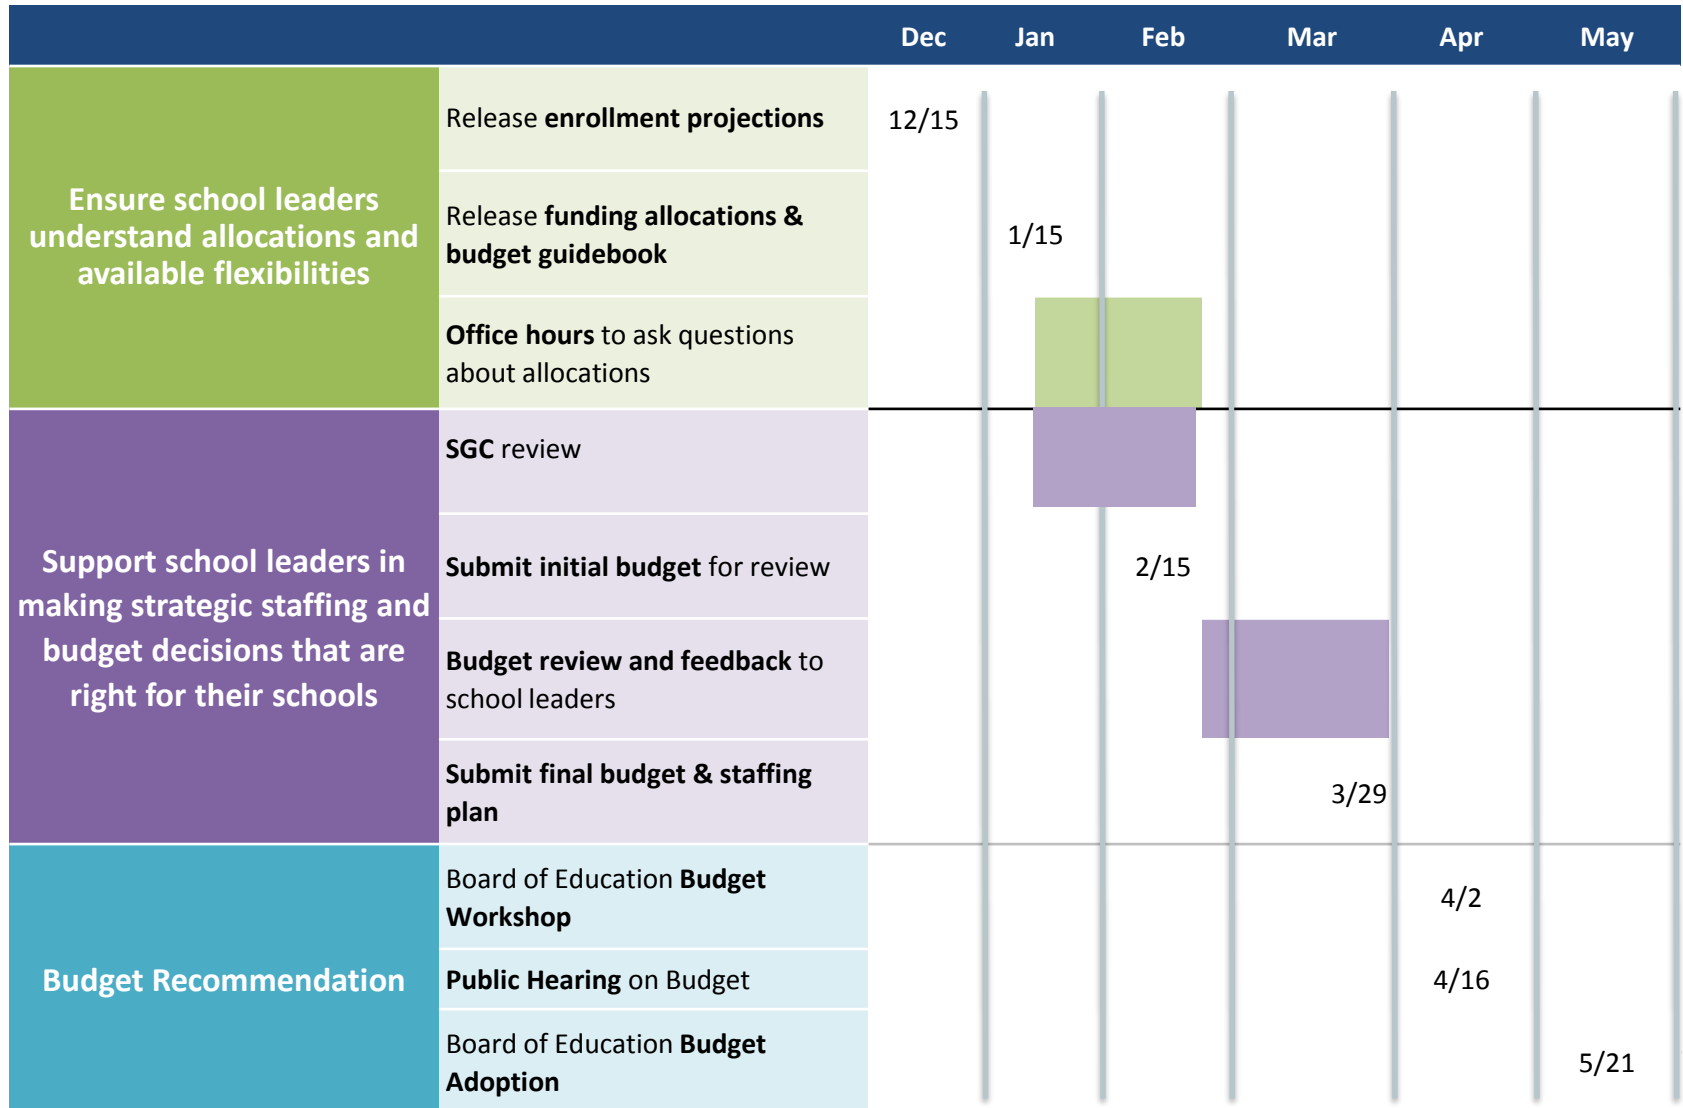 Dec Jan Feb Mar Apr May
Ensure school leaders
understand allocations and
available flexibilities
Release enrollment projections
12/15
Release funding allocations &
budget guidebook
1/15
Office hours to ask questions
about allocations
Support school leaders in
making strategic staffing and
budget decisions that are
right for their schools
SGC review
Submit initial budget for review
2/15
Budget review and feedback to
school leaders
Submit final budget & staffing
plan
3/29
Budget Recommendation
Board of Education Budget
Workshop
4/2
Public Hearing on Budget
4/16
Board of Education Budget
Adoption
5/21